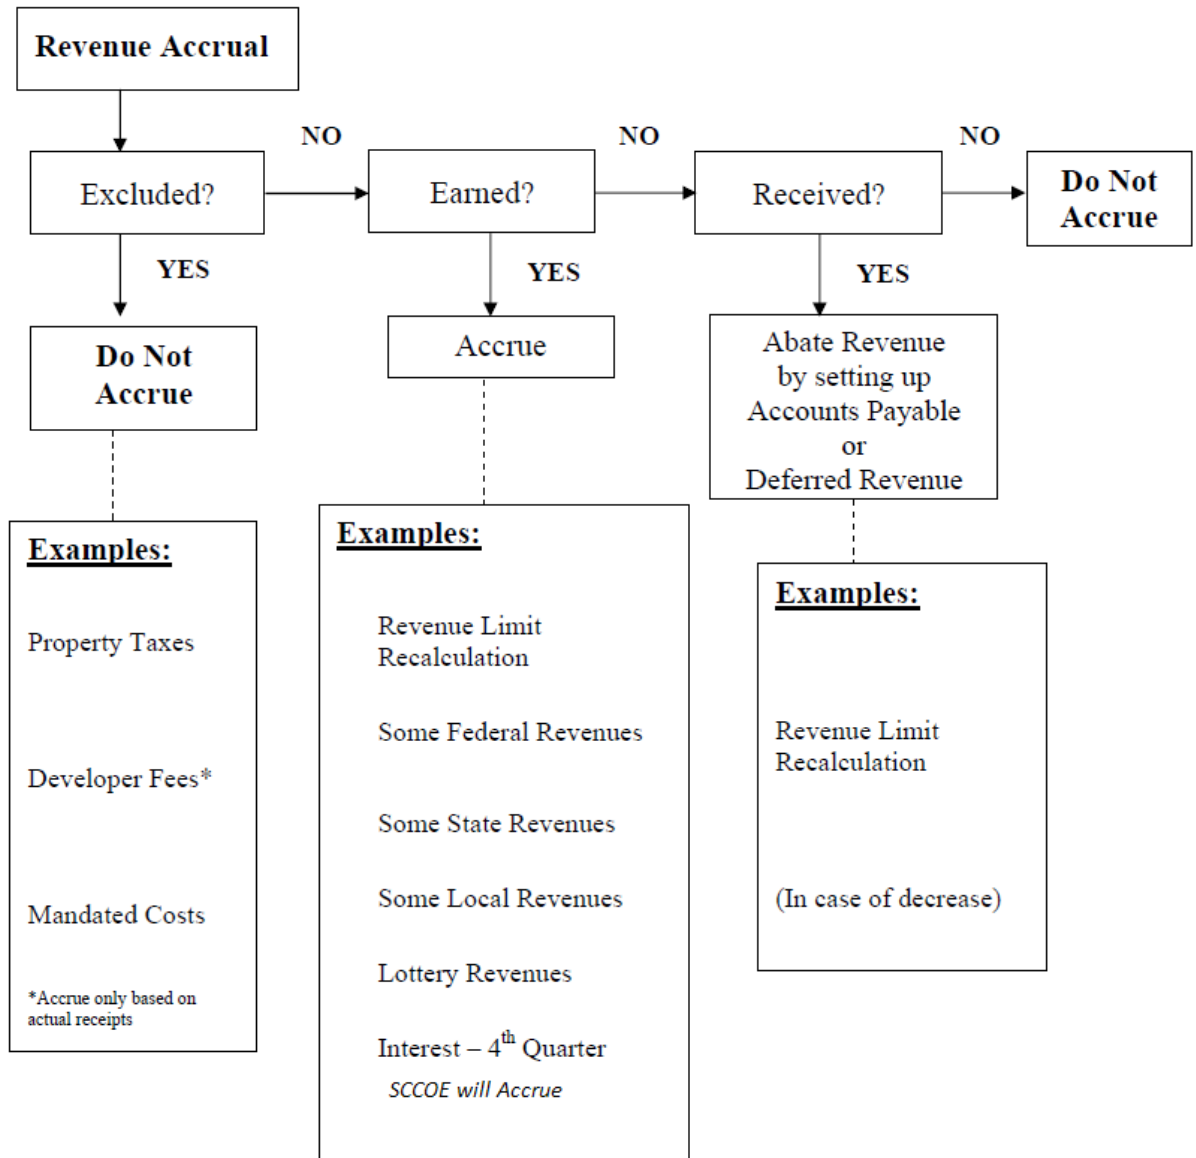 Revenue Accrual
NO
NO
NO
Excluded?
Earned?
Received?
Do Not
Accrue
YES
YES
YES
Do Not
Accrue
Accrue
Abate Revenue
by setting up
Accounts Payable
or
Deferred Revenue
Examples:
Property Taxes
Developer Fees*
Mandated Costs
*Accrue only based on
actual receipts
Examples:
Revenue Limit
Recalculation
Some Federal Revenues
Some State Revenues
Some Local Revenues
Lottery Revenues
Interest – 4th Quarter
SCCOE will Accrue
Examples:
Revenue Limit
Recalculation
(In case of decrease)